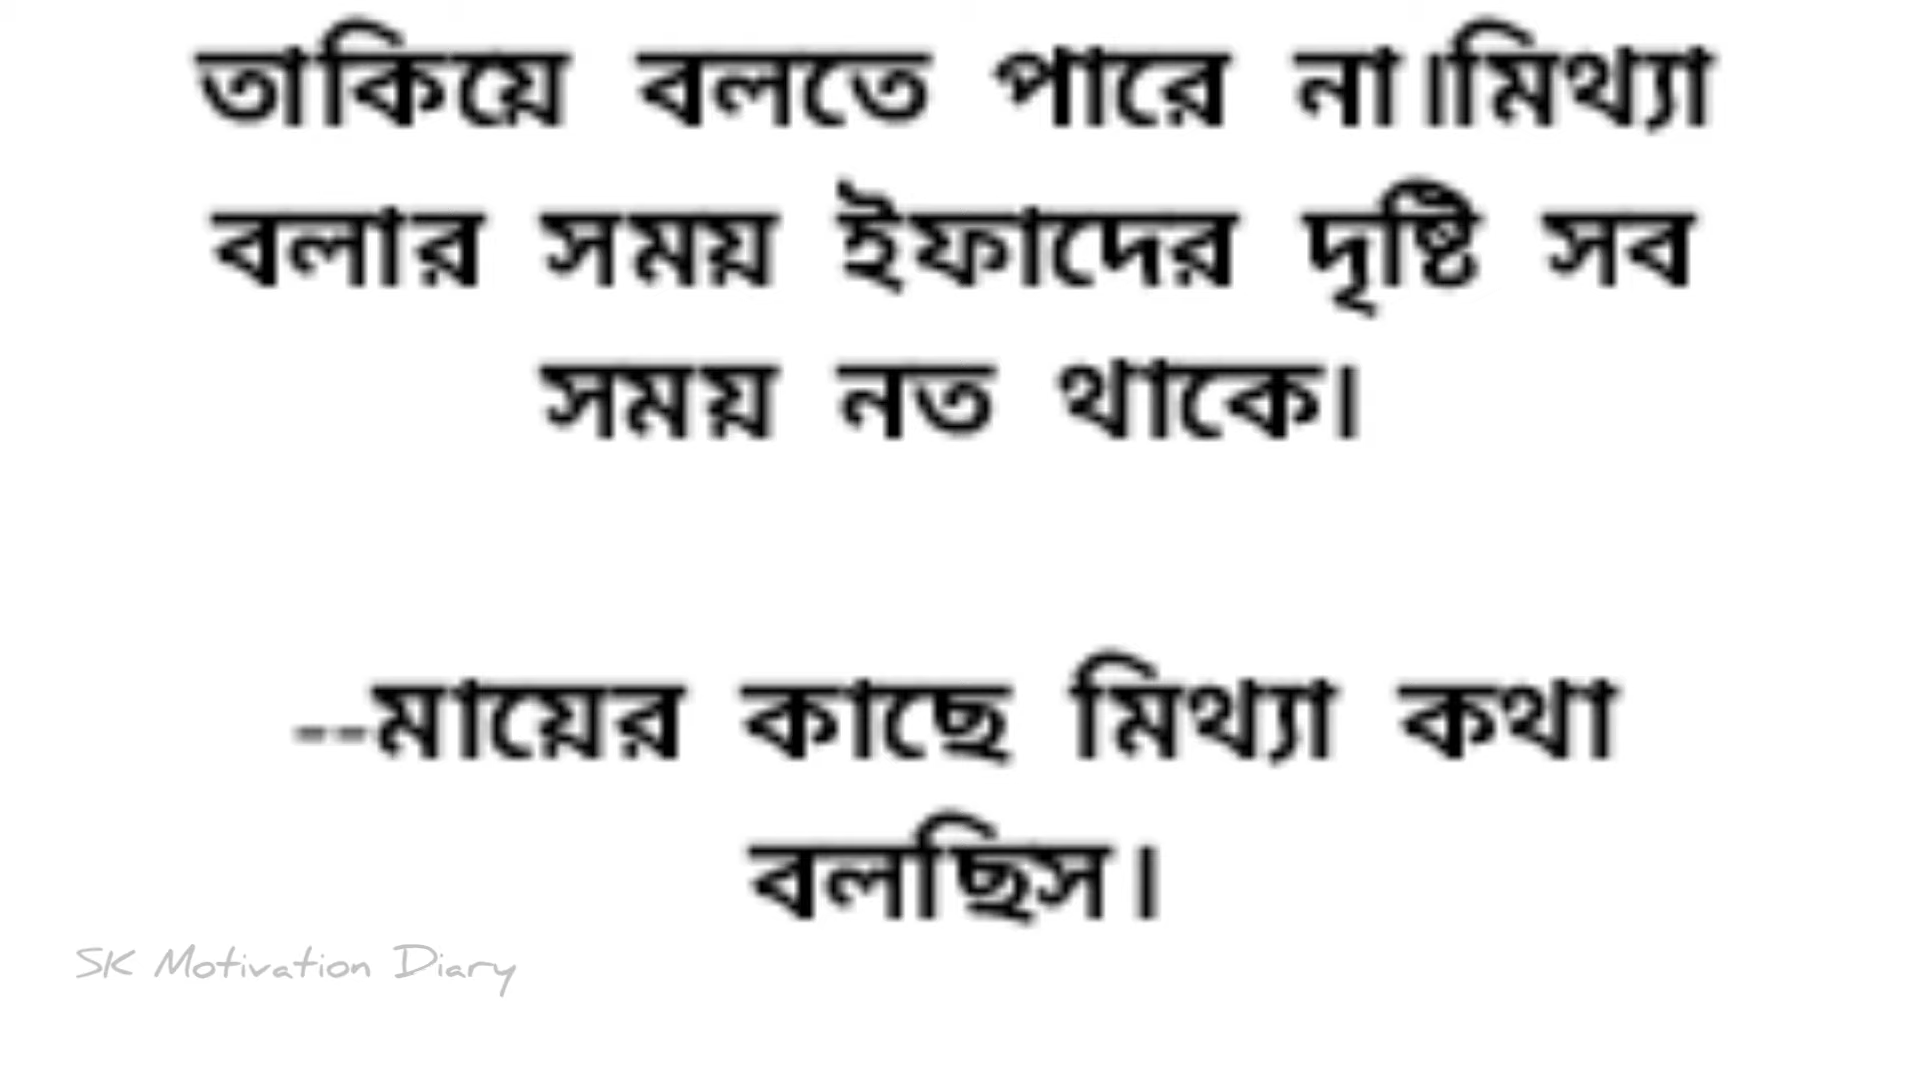 তাকিয়ে বলতে পারে না।মিথ্যা
বলার সময় ইফাদের দৃষ্টি সব
সময় নত থাকে।
--মায়ের কাছে মিথ্যা কথা
বলছিস।
SK Motivation Diary